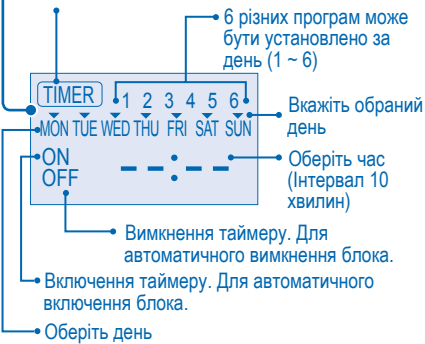 6 різних програм може
бути установлено за
день (1 ~ 6)
TIMER 1 2 3 4 5 6
MON TUE WED THU FRI SAT SUN
Вкажіть обраний
день
ON
OFF
--:--
Оберіть час
(Інтервал 10
хвилин)
Вимкнення таймеру. Для
автоматичного вимкнення блока.
Включення таймеру. Для автоматичного
включення блока.
Оберіть день